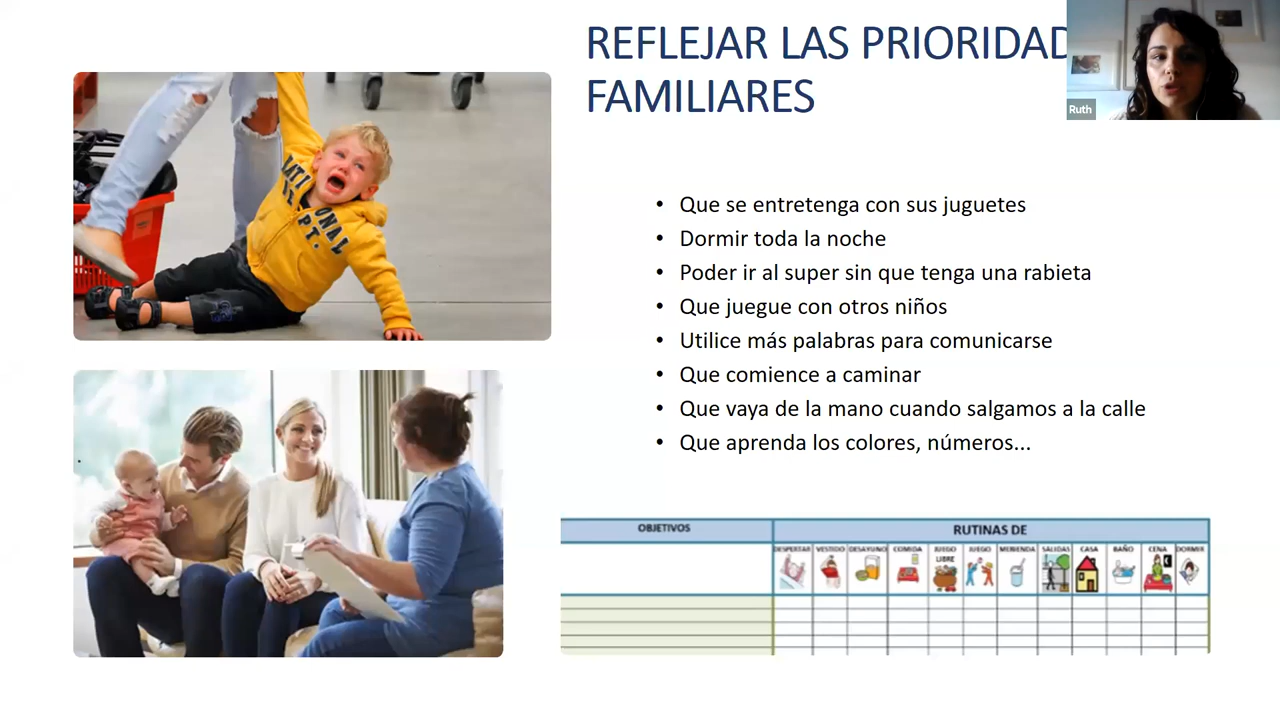 REFLEJAR LAS PRIORIDAD
FAMILIARES
Ruth
NATIONAL
DEPT.
• Que se entretenga con sus juguetes
• Dormir toda la noche
• Poder ir al super sin que tenga una rabieta
• Que juegue con otros niños
• Utilice más palabras para comunicarse
• Que comience a caminar
• Que vaya de la mano cuando salgamos a la calle
• Que aprenda los colores, números...
OBJETIVOS
RUTINAS DE
DESPERTAR VESTIDO DESAYUNO COMIDA JUEGO LIBRE JUEGO MERIENDA SALIDAS CASA BAÑO CENA DORMIR